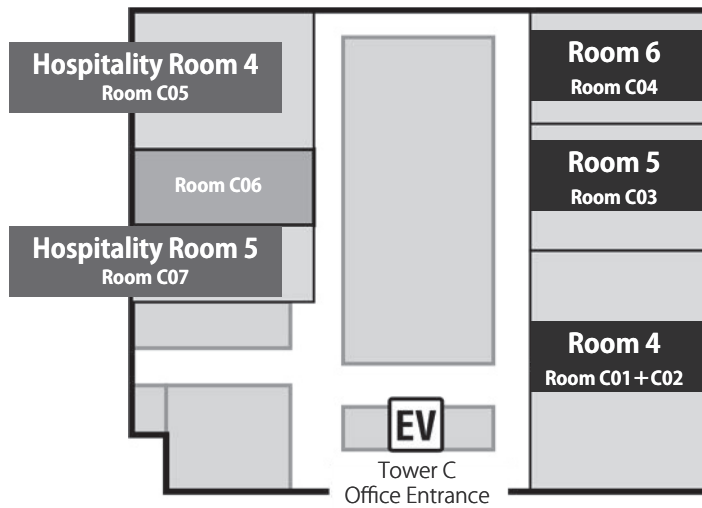 Hospitality Room 4
Room C05
Room C06
Hospitality Room 5
Room C07
Room 6
Room C04
Room 5
Room C03
Room 4
Room C01+C02
EV
Tower C
Office Entrance